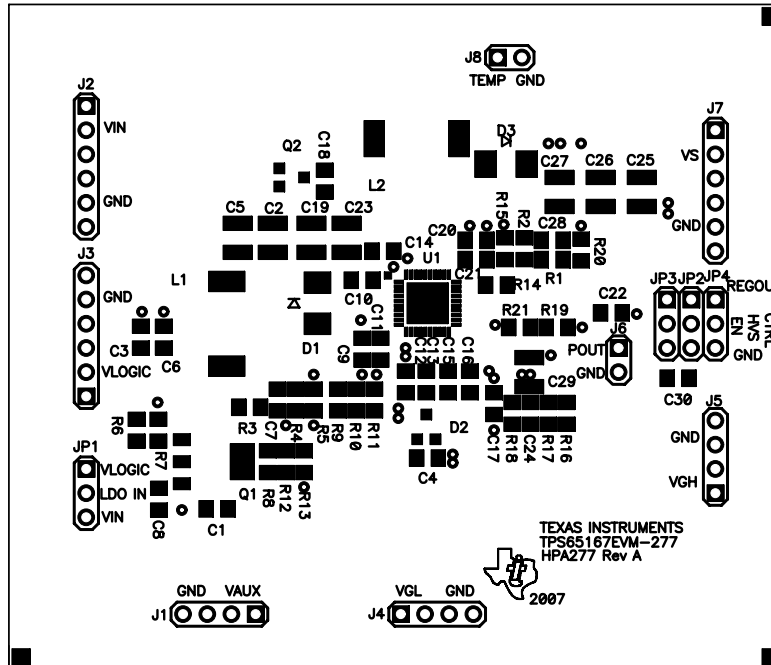 J8
TEMP GND
J2
VIN
GND
J7
VS
GND
Q2
C18
L2
D3
C27 C26 C25
C5 C2 C19 C23
C20
R15
R2
C28
R20
C14
U1
C21
R14
R1
J3
GND
VLOGIC
L1
C10
D1
C11
C9
C3 C6
R21 R19
C22
J6
POUT
GND
JP3 JP2 JP4
REGOUT
CTRL
HVS
EN
GND
C30
C12
C13
C15
C16
C29
D2
C17
R18
C24
R17
R16
C4
R6
R7
R3
C7
R4
R5
R9
R10
R11
JP1
VLOGIC
LDO IN
VIN
C8
C1
Q1
R8
R12
R13
J5
GND
VGH
TEXAS INSTRUMENTS
TPS65167EVM-277
HPA277 Rev A
2007
GND VAUX
J1
VGL GND
J4